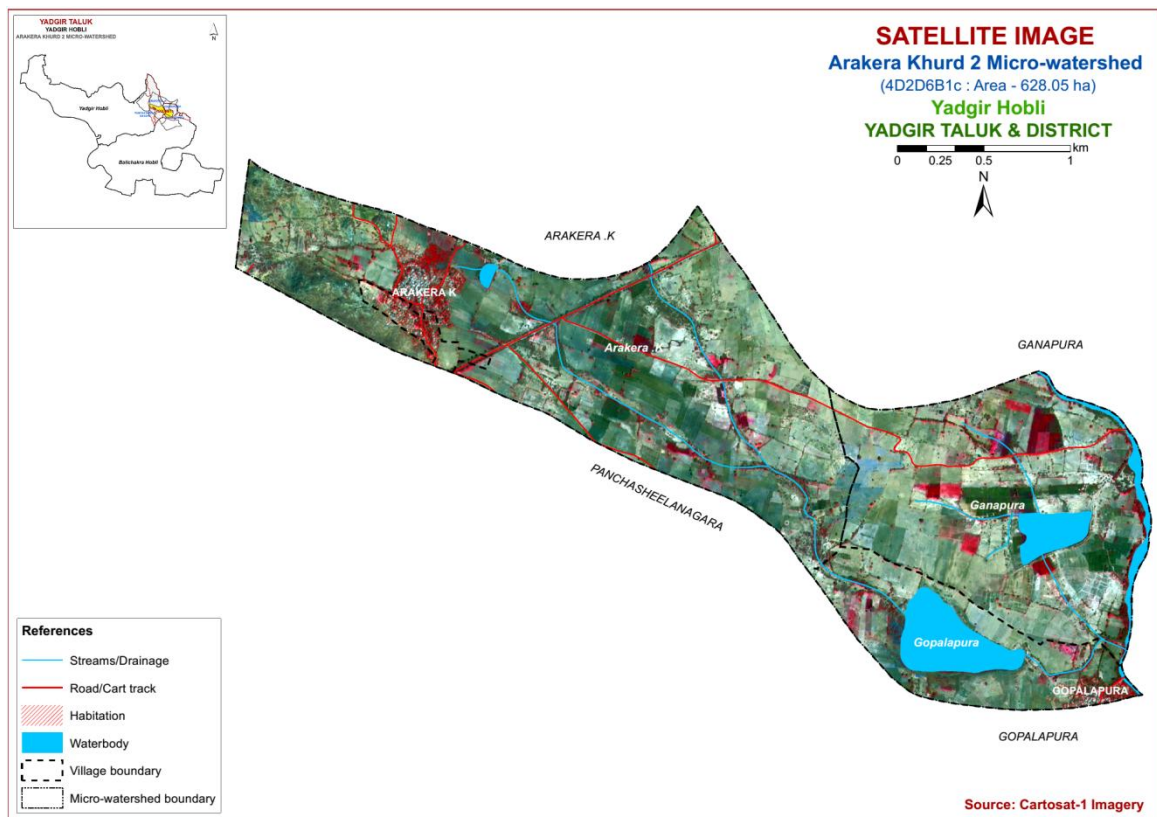 YADGIR TALUK
YADGIR HOBLI
ARAKERA KHURD 2 MICRO-WATERSHED
N
Yadgir Hobli
Balichakra Hobli
SATELLITE IMAGE
Arakera Khurd 2 Micro-watershed
(4D2D6B1c : Area - 628.05 ha)
Yadgir Hobli
YADGIR TALUK & DISTRICT
km
0 0.25 0.5 1
N
ARAKERA .K
ARAKERA K
Arakera .K
GANAPURA
PANCHASHEELANAGARA
Ganapura
Gopalapura
GOPALAPURA
GOPALAPURA
References
Streams/Drainage
Road/Cart track
Habitation
Waterbody
Village boundary
Micro-watershed boundary
Source: Cartosat-1 Imagery